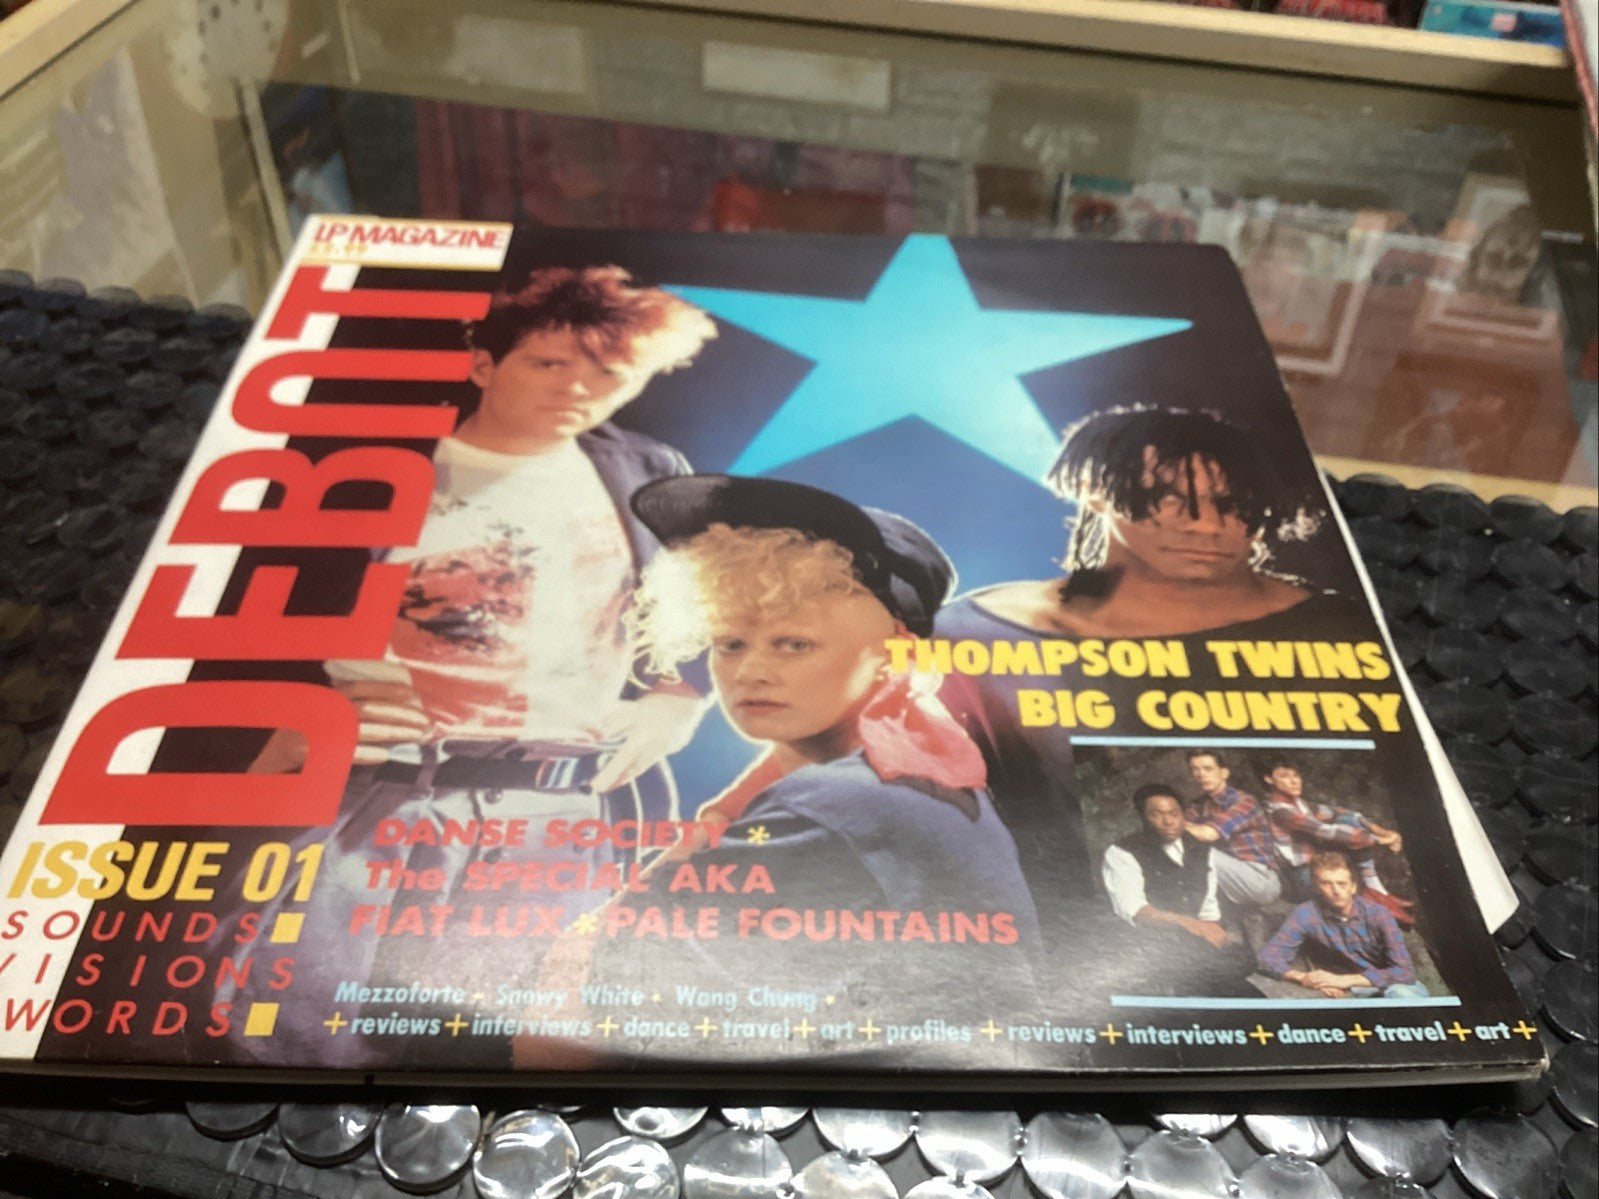 LP MAGAZINE
DEBUT
THOMPSON TWINS
BIG COUNTRY
DANSE SOCIETY *
The SPECIAL AKA
FIAT LUX * PALE FOUNTAINS
ISSUE 01
SOUNDS
VISIONS
WORDS
Mezzoforte * Snowy White * Wang Chung *
+ reviews + interviews + dance + travel + art + profiles + reviews + interviews + dance + travel + art +